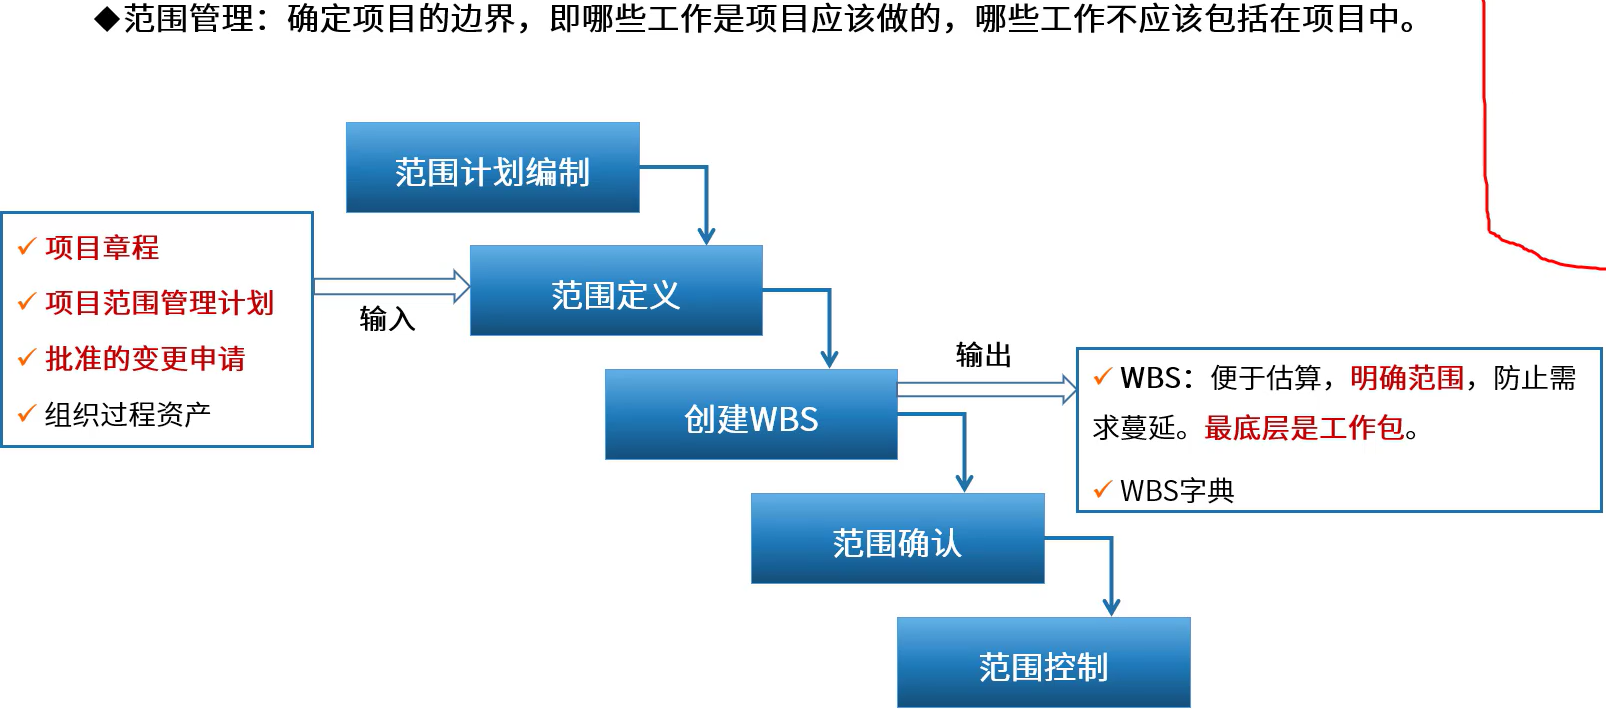 ◆范围管理：确定项目的边界，即哪些工作是项目应该做的，哪些工作不应该包括在项目中。
范围计划编制
✓ 项目章程
✓ 项目范围管理计划
✓ 批准的变更申请
✓ 组织过程资产
输入
范围定义
创建WBS
输出
✓ WBS：便于估算，明确范围，防止需
求蔓延。最底层是工作包。
✓ WBS字典
范围确认
范围控制